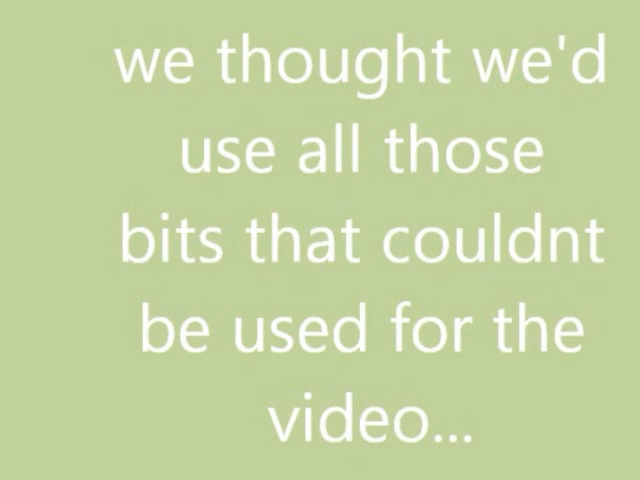 we thought we'd
use all those
bits that couldnt
be used for the
video...